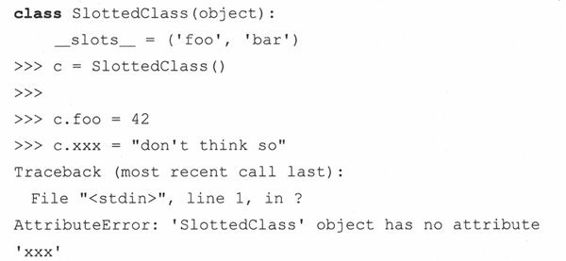 class SlottedClass(object):
    __slots__ = ('foo', 'bar')
>>> c = SlottedClass()
>>>
>>> c.foo = 42
>>> c.xxx = "don't think so"
Traceback (most recent call last):
  File "<stdin>", line 1, in ?
AttributeError: 'SlottedClass' object has no attribute
'xxx'